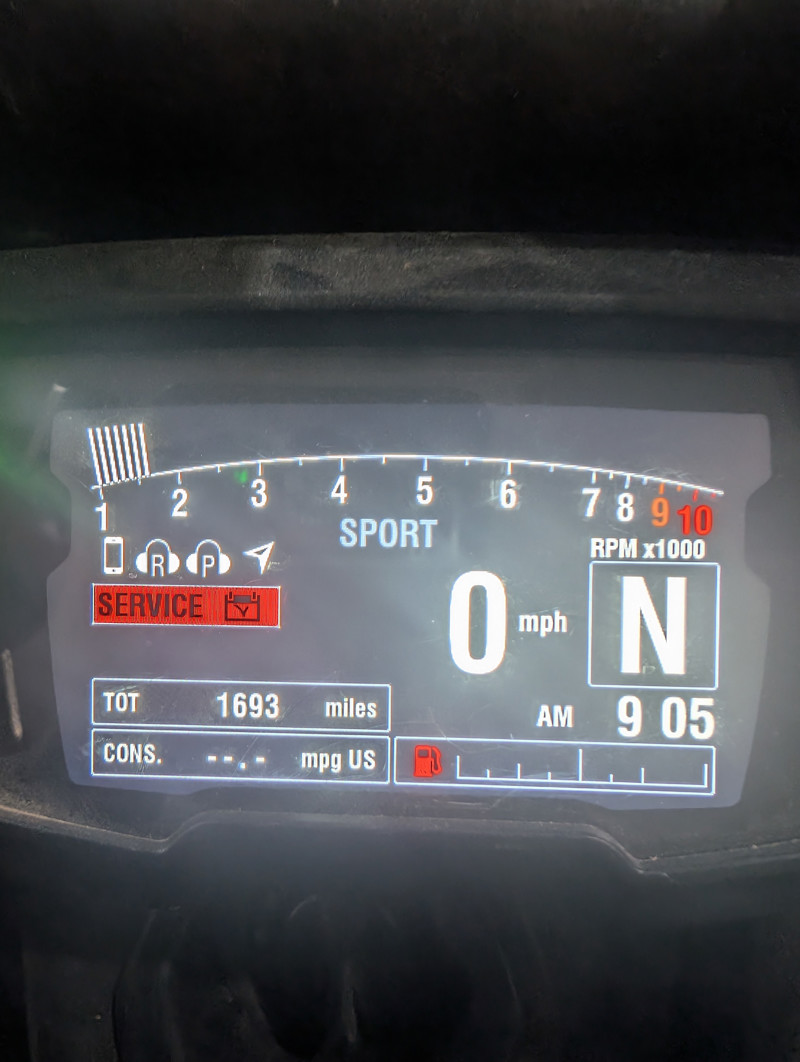 1 2 3 4 5 6 7 8 9 10
SPORT
RPM x1000
R P
SERVICE
0 mph
N
TOT 1693 miles
AM 9 05
CONS. --.- mpg US